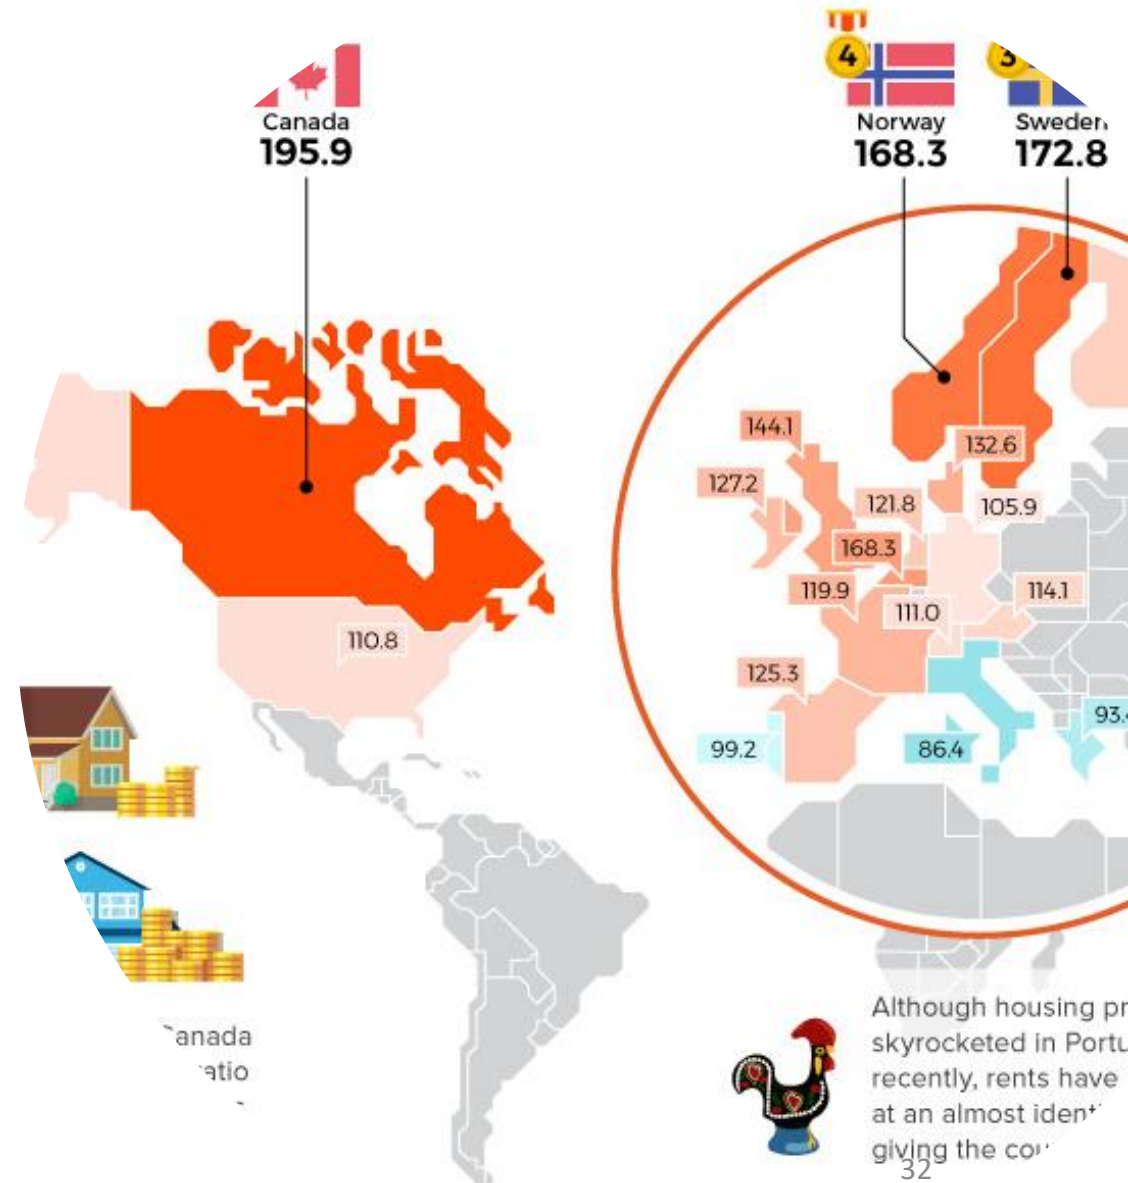 4
3
Canada
195.9
Norway
168.3
Sweden
172.8
144.1
132.6
127.2
121.8
105.9
168.3
119.9
111.0
114.1
110.8
125.3
99.2
86.4
Although housing
skyrocketed in
recently, rents have
at an almost
giving the
32